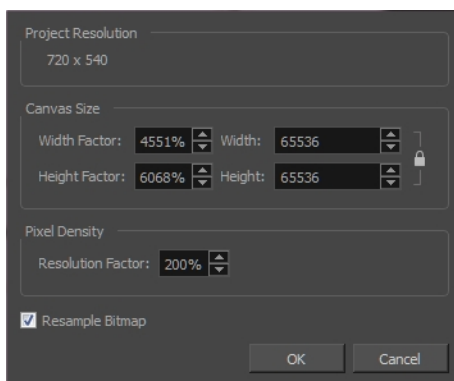 Project Resolution
720 x 540
Canvas Size
Width Factor: 4551% Width: 65536
Height Factor: 6068% Height: 65536
Pixel Density
Resolution Factor: 200%
Resample Bitmap
OK Cancel